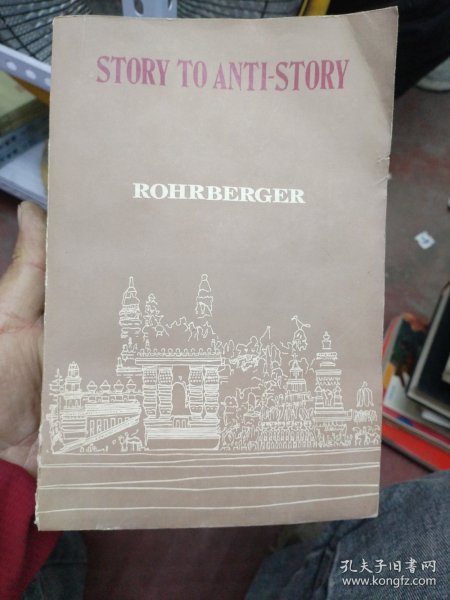 STORY TO ANTI-STORY
ROHRBERGER
孔夫子旧书网
www.kongfz.com